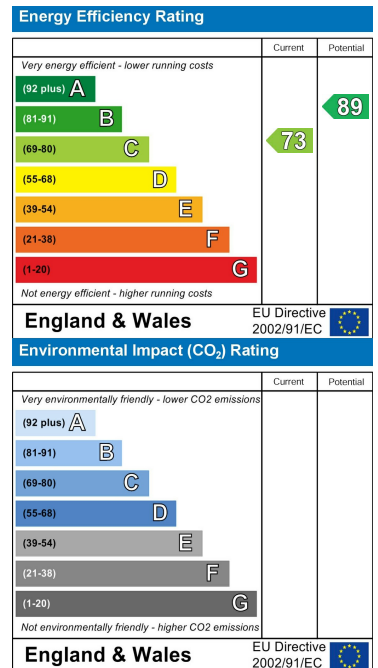 Energy Efficiency Rating
Current Potential
Very energy efficient - lower running costs
(92 plus) A
(81-91) B
89
(69-80) C
73
(55-68) D
(39-54) E
(21-38) F
(1-20) G
Not energy efficient - higher running costs
England & Wales
EU Directive
2002/91/EC
Environmental Impact (CO₂) Rating
Current Potential
Very environmentally friendly - lower CO2 emissions
(92 plus) A
(81-91) B
(69-80) C
(55-68) D
(39-54) E
(21-38) F
(1-20) G
Not environmentally friendly - higher CO2 emissions
England & Wales
EU Directive
2002/91/EC